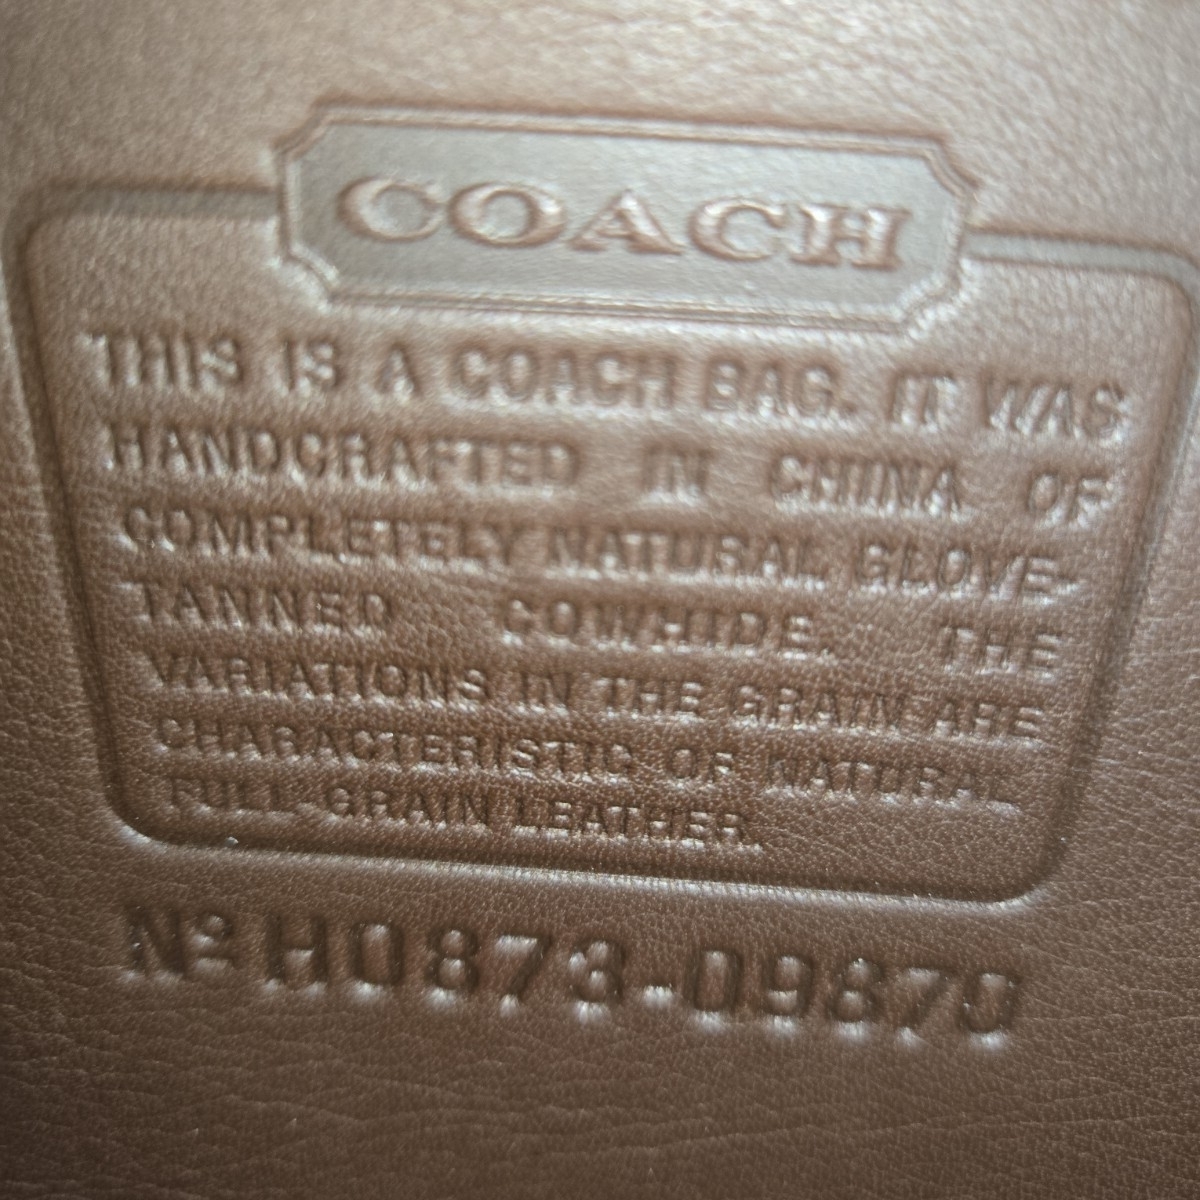 COACH
THIS IS A COACH BAG. IT WAS
HANDCRAFTED IN CHINA OF
COMPLETELY NATURAL GLOVE-
TANNED COWHIDE. THE
VARIATIONS IN THE GRAIN ARE
CHARACTERISTIC OF NATURAL
FULL-GRAIN LEATHER.
Nº H0873-09870